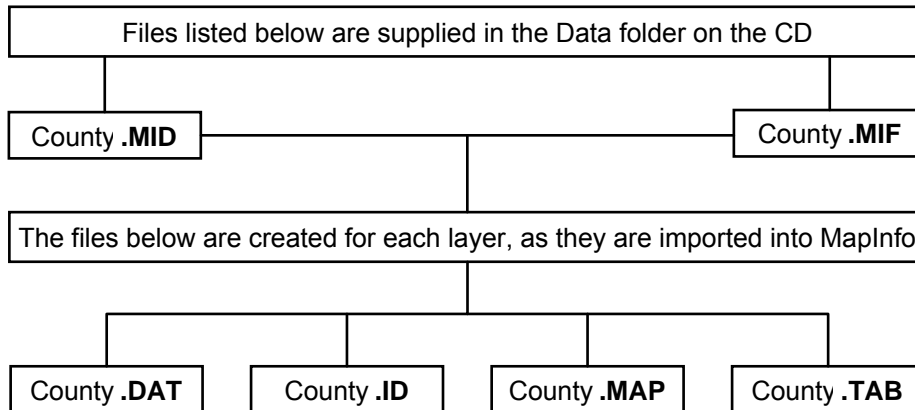 Files listed below are supplied in the Data folder on the CD
County .MID
County .MIF
The files below are created for each layer, as they are imported into MapInfo
County .DAT
County .ID
County .MAP
County .TAB